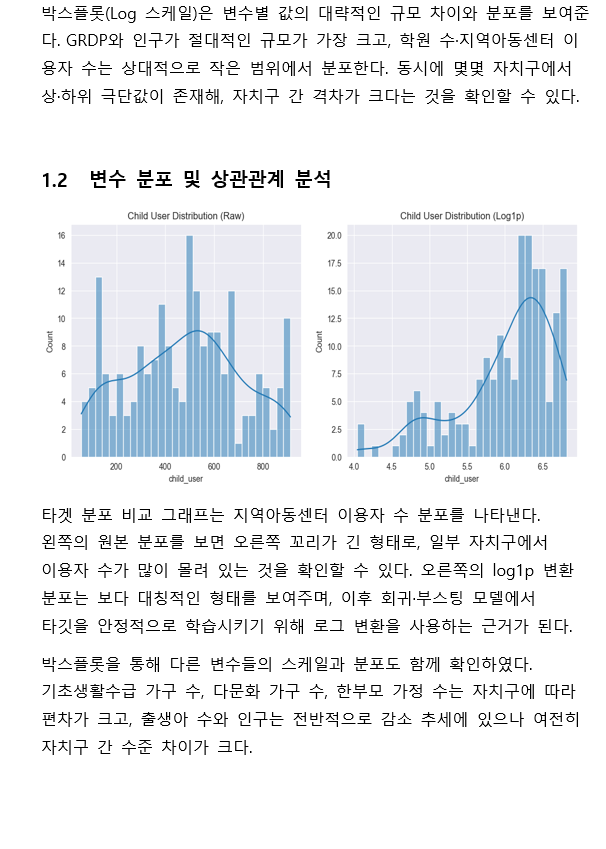 박스플롯(Log 스케일)은 변수별 값의 대략적인 규모 차이와 분포를 보여준
다. GRDP와 인구가 절대적인 규모가 가장 크고, 학원 수·지역아동센터 이
용자 수는 상대적으로 작은 범위에서 분포한다. 동시에 몇몇 자치구에서
상·하위 극단값이 존재해, 자치구 간 격차가 크다는 것을 확인할 수 있다.
1.2 변수 분포 및 상관관계 분석
Child User Distribution (Raw)
16
14
12
10
8
6
4
2
0
Count
200 400 600 800
child_user
Child User Distribution (Log1p)
20.0
17.5
15.0
12.5
10.0
7.5
5.0
2.5
0.0
Count
4.0 4.5 5.0 5.5 6.0 6.5
child_user
타겟 분포 비교 그래프는 지역아동센터 이용자 수 분포를 나타낸다.
왼쪽의 원본 분포를 보면 오른쪽 꼬리가 긴 형태로, 일부 자치구에서
이용자 수가 많이 몰려 있는 것을 확인할 수 있다. 오른쪽의 log1p 변환
분포는 보다 대칭적인 형태를 보여주며, 이후 회귀·부스팅 모델에서
타깃을 안정적으로 학습시키기 위해 로그 변환을 사용하는 근거가 된다.
박스플롯을 통해 다른 변수들의 스케일과 분포도 함께 확인하였다.
기초생활수급 가구 수, 다문화 가구 수, 한부모 가정 수는 자치구에 따라
편차가 크고, 출생아 수와 인구는 전반적으로 감소 추세에 있으나 여전히
자치구 간 수준 차이가 크다.